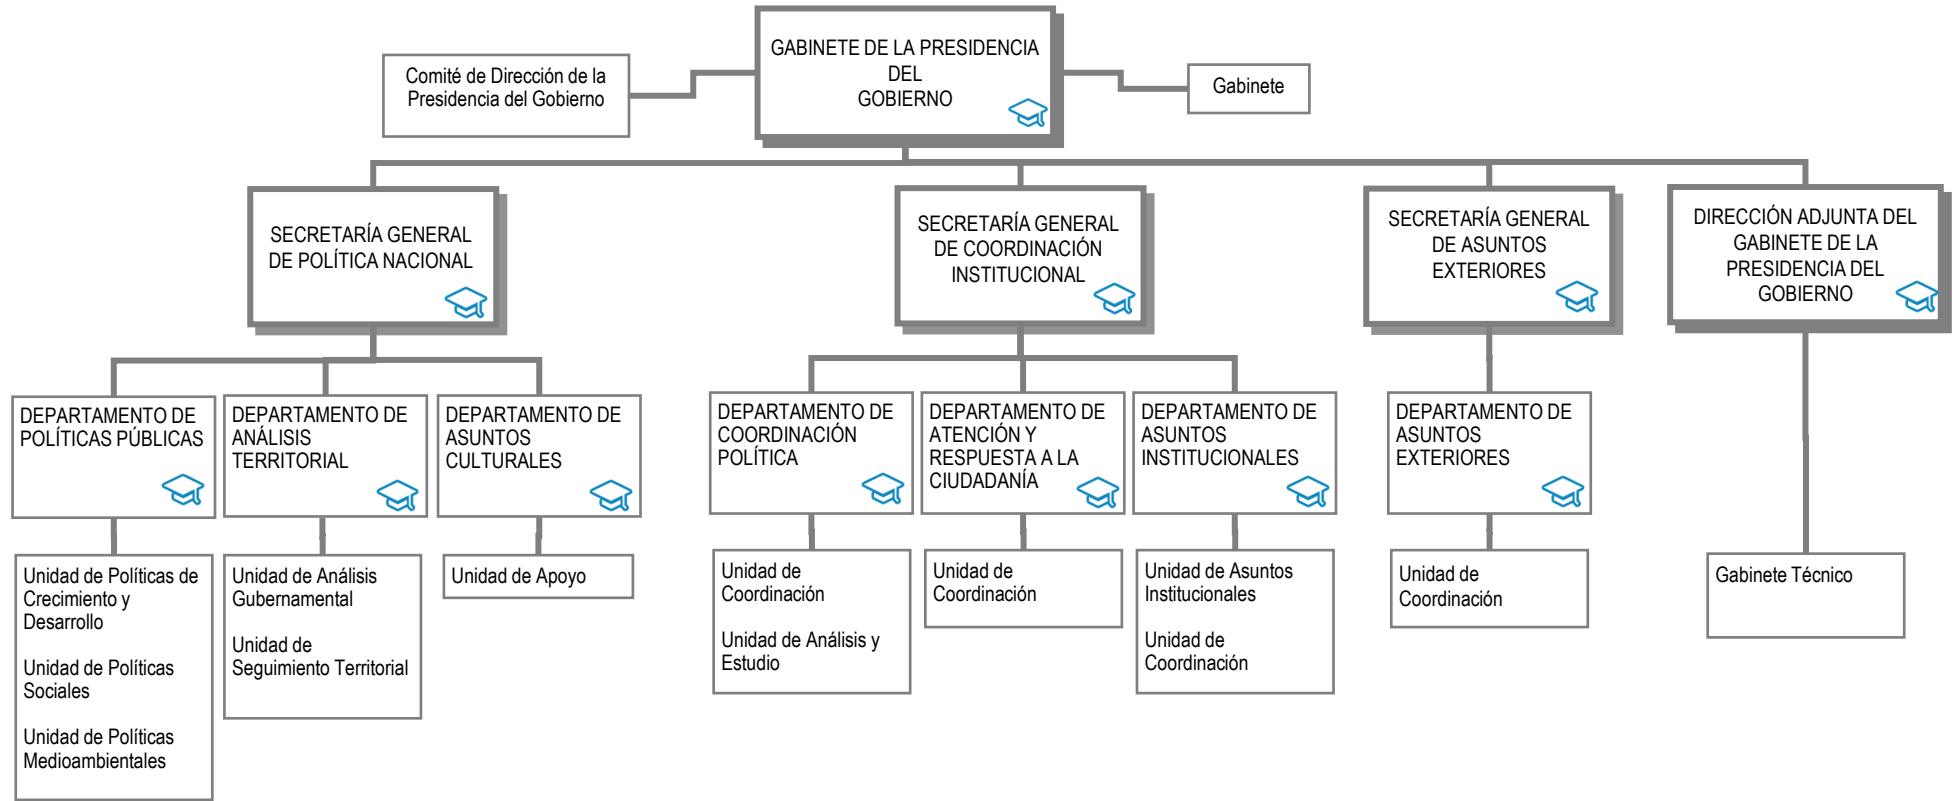 GABINETE DE LA PRESIDENCIA
DEL
GOBIERNO
Comité de Dirección de la
Presidencia del Gobierno
Gabinete
SECRETARÍA GENERAL
DE POLÍTICA NACIONAL
SECRETARÍA GENERAL
DE COORDINACIÓN
INSTITUCIONAL
SECRETARÍA GENERAL
DE ASUNTOS
EXTERIORES
DIRECCIÓN ADJUNTA DEL
GABINETE DE LA
PRESIDENCIA DEL
GOBIERNO
DEPARTAMENTO DE
POLÍTICAS PÚBLICAS
DEPARTAMENTO DE
ANÁLISIS
TERRITORIAL
DEPARTAMENTO DE
ASUNTOS
CULTURALES
DEPARTAMENTO DE
COORDINACIÓN
POLÍTICA
DEPARTAMENTO DE
ATENCIÓN Y
RESPUESTA A LA
CIUDADANÍA
DEPARTAMENTO DE
ASUNTOS
INSTITUCIONALES
DEPARTAMENTO DE
ASUNTOS
EXTERIORES
Unidad de Políticas de
Crecimiento y
Desarrollo
Unidad de Políticas
Sociales
Unidad de Políticas
Medioambientales
Unidad de Análisis
Gubernamental
Unidad de
Seguimiento Territorial
Unidad de Apoyo
Unidad de
Coordinación
Unidad de Análisis y
Estudio
Unidad de
Coordinación
Unidad de Asuntos
Institucionales
Unidad de
Coordinación
Unidad de
Coordinación
Gabinete Técnico